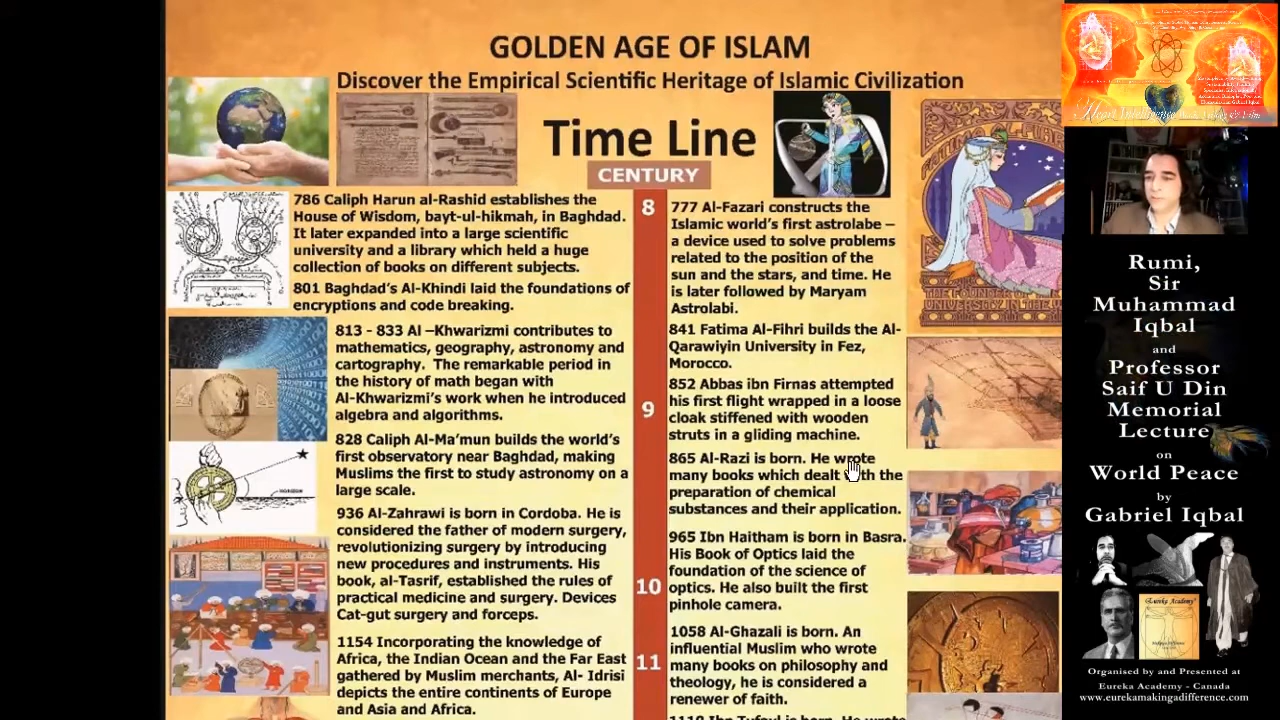 GOLDEN AGE OF ISLAM
Discover the Empirical Scientific Heritage of Islamic Civilization
Time Line
CENTURY
8
786 Caliph Harun al-Rashid establishes the
House of Wisdom, bayt-ul-hikmah, in Baghdad.
It later expanded into a large scientific
university and a library which held a huge
collection of books on different subjects.
801 Baghdad's Al-Khindi laid the foundations of
encryptions and code breaking.
813 - 833 Al –Khwarizmi contributes to
mathematics, geography, astronomy and
cartography. The remarkable period in
the history of math began with
Al-Khwarizmi's work when he introduced
algebra and algorithms.
828 Caliph Al-Ma'mun builds the world's
first observatory near Baghdad, making
Muslims the first to study astronomy on a
large scale.
936 Al-Zahrawi is born in Cordoba. He is
considered the father of modern surgery,
revolutionizing surgery by introducing
new procedures and instruments. His
book, al-Tasrif, established the rules of
practical medicine and surgery. Devices
Cat-gut surgery and forceps.
1154 Incorporating the knowledge of
Africa, the Indian Ocean and the Far East
gathered by Muslim merchants, Al- Idrisi
depicts the entire continents of Europe
and Asia and Africa.
9
10
11
777 Al-Fazari constructs the
Islamic world's first astrolabe –
a device used to solve problems
related to the position of the
sun and the stars, and time. He
is later followed by Maryam
Astrolabi.
841 Fatima Al-Fihri builds the Al-
Qarawiyin University in Fez,
Morocco.
852 Abbas ibn Firnas attempted
his first flight wrapped in a loose
cloak stiffened with wooden
struts in a gliding machine.
865 Al-Razi is born. He wrote
many books which dealt with the
preparation of chemical
substances and their application.
965 Ibn Haitham is born in Basra.
His Book of Optics laid the
foundation of the science of
optics. He also built the first
pinhole camera.
1058 Al-Ghazali is born. An
influential Muslim who wrote
many books on philosophy and
theology, he is considered a
renewer of faith.
Heart Intelligence
Rumi,
Sir
Muhammad
Iqbal
and
Professor
Saif U Din
Memorial
Lecture
on
World Peace
by
Gabriel Iqbal
Eureka Academy
Organised by and Presented at
Eureka Academy - Canada
www.eurekamakingadifference.com